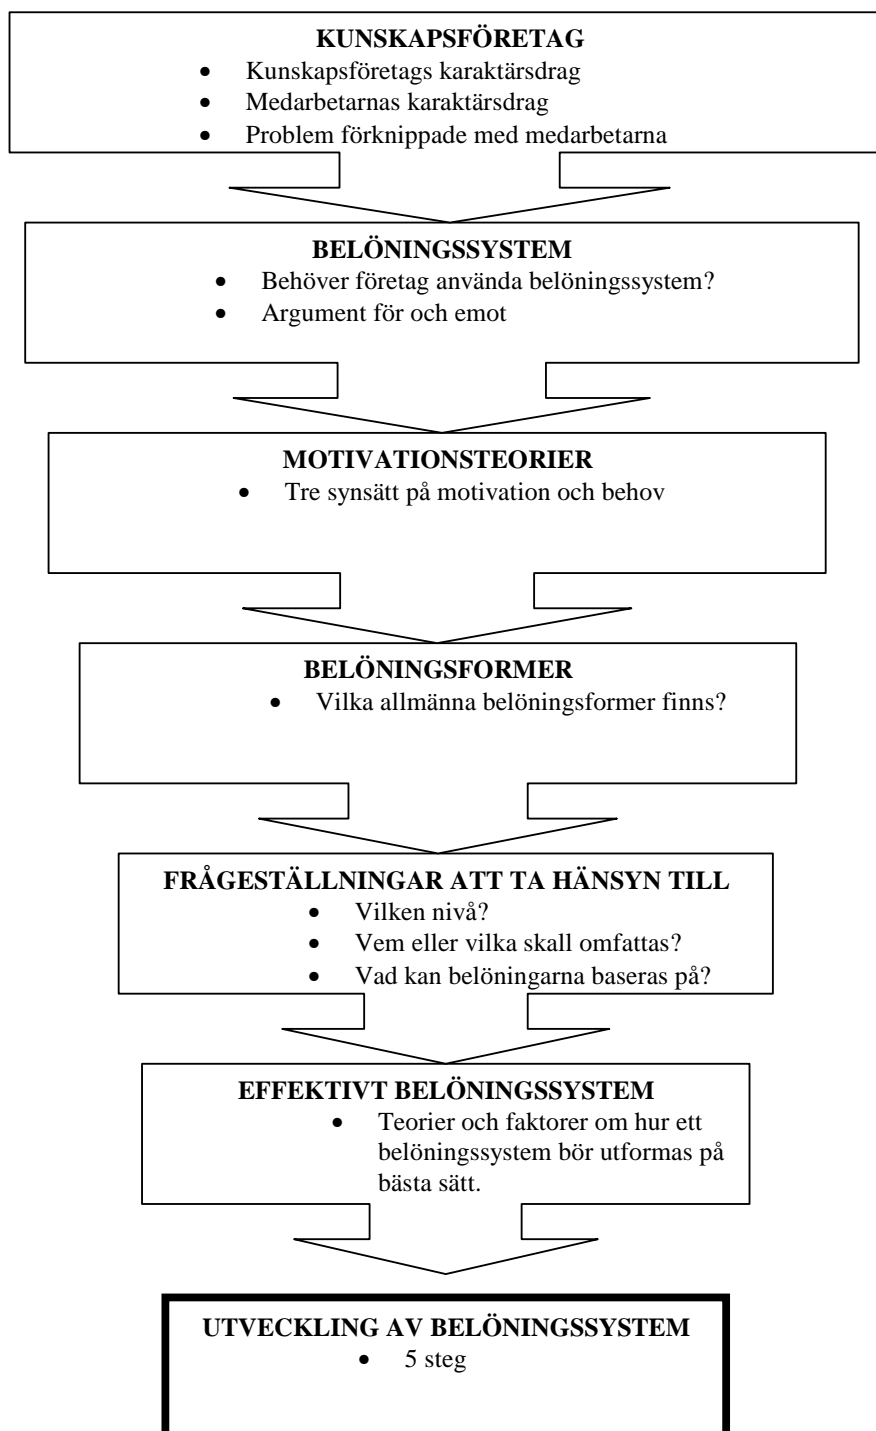 KUNSKAPSFÖRETAG
• Kunskapsföretags karaktärsdrag
• Medarbetarnas karaktärsdrag
• Problem förknippade med medarbetarna
BELÖNINGSSYSTEM
• Behöver företag använda belöningssystem?
• Argument för och emot
MOTIVATIONSTEORIER
• Tre synsätt på motivation och behov
BELÖNINGSFORMER
• Vilka allmänna belöningsformer finns?
FRÅGESTÄLLNINGAR ATT TA HÄNSYN TILL
• Vilken nivå?
• Vem eller vilka skall omfattas?
• Vad kan belöningarna baseras på?
EFFEKTIVT BELÖNINGSSYSTEM
• Teorier och faktorer om hur ett
belöningssystem bör utformas på
bästa sätt.
UTVECKLING AV BELÖNINGSSYSTEM
• 5 steg